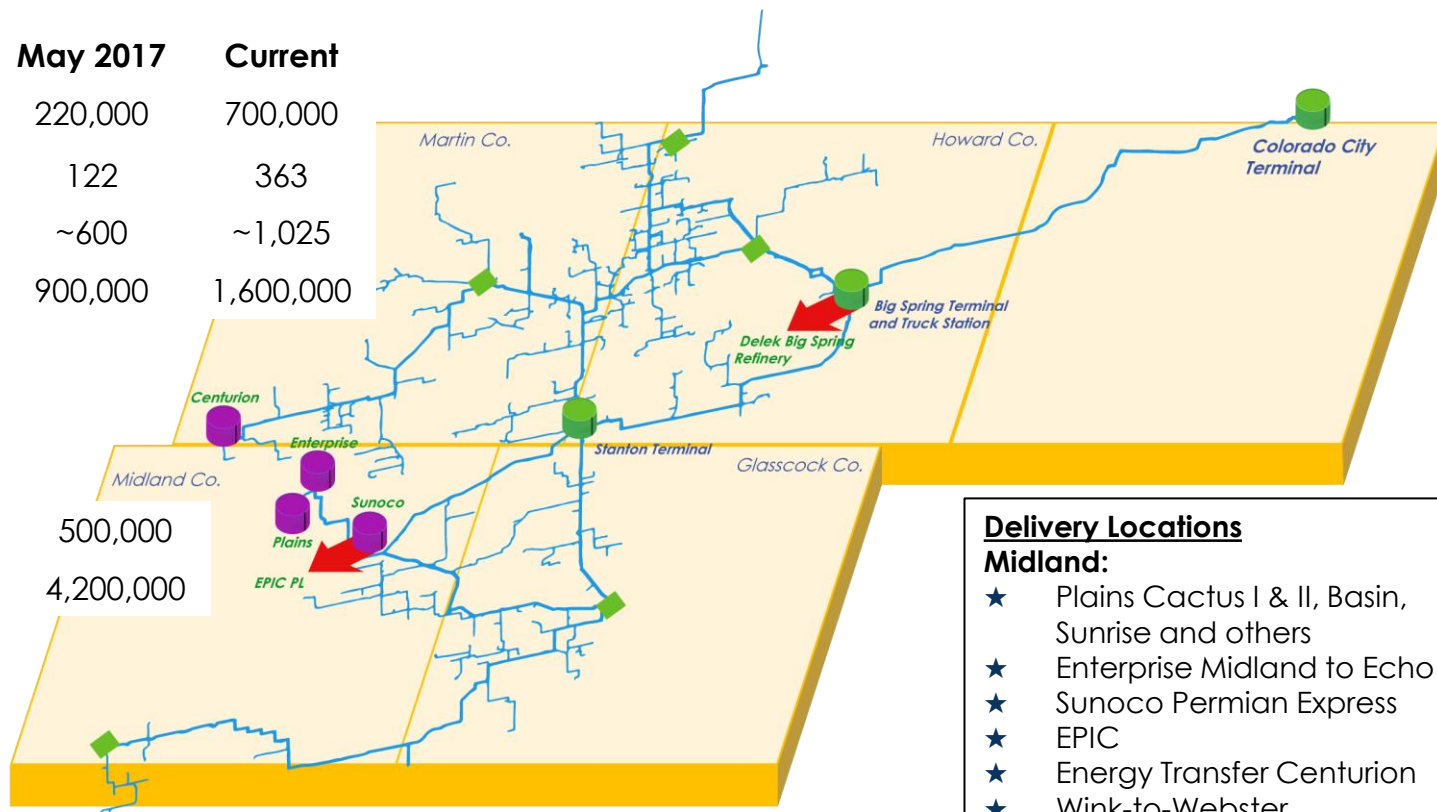 May 2017 Current
220,000 700,000
122 363
~600 ~1,025
900,000 1,600,000
Martin Co.
Howard Co.
Colorado City
Terminal
Big Spring Terminal
and Truck Station
Delek Big Spring
Refinery
Centurion
Enterprise
Stanton Terminal
Midland Co.
Glasscock Co.
Sunoco
Plains
EPIC PL
500,000
4,200,000
Delivery Locations
Midland:
★ Plains Cactus I & II, Basin,
Sunrise and others
★ Enterprise Midland to Echo
★ Sunoco Permian Express
★ EPIC
★ Energy Transfer Centurion
★ Wink-to-Webster